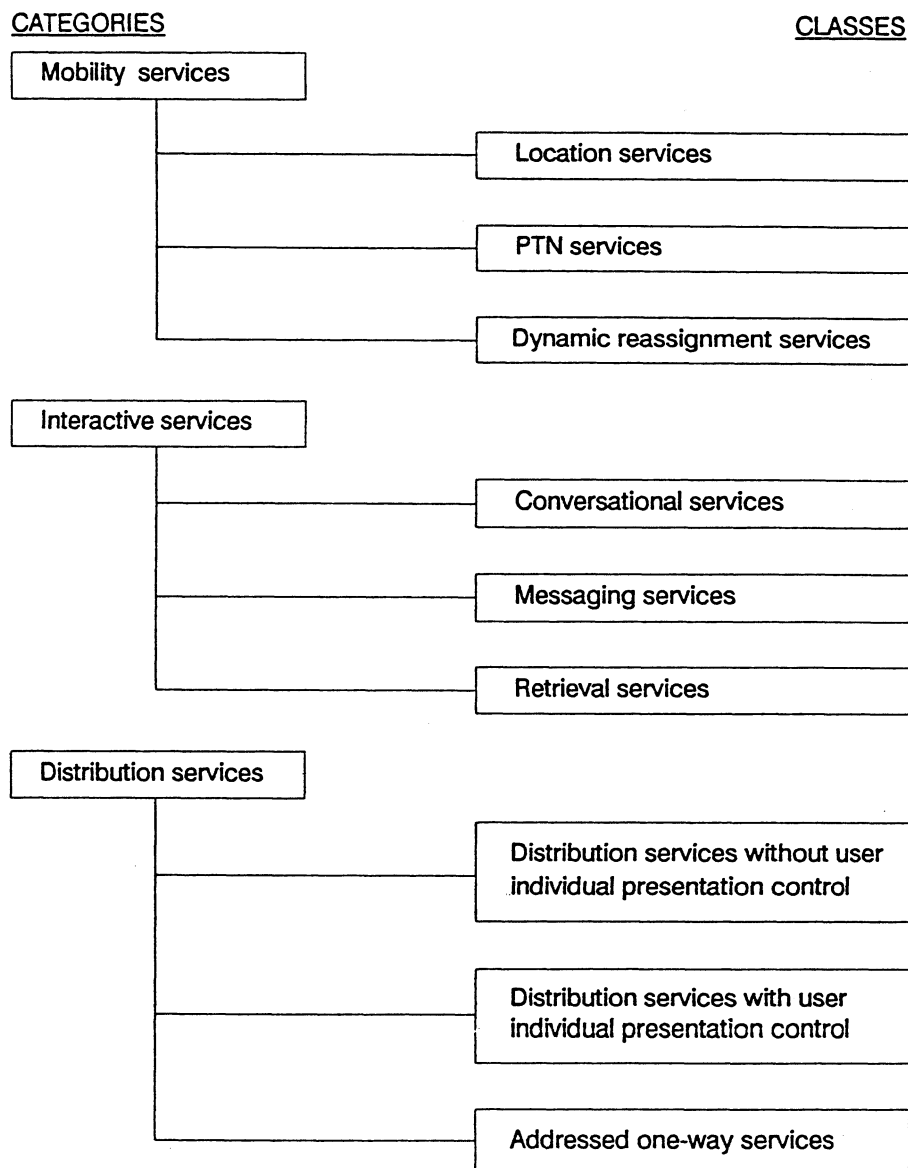 CATEGORIES
CLASSES
Mobility services
Location services
PTN services
Dynamic reassignment services
Interactive services
Conversational services
Messaging services
Retrieval services
Distribution services
Distribution services without user
individual presentation control
Distribution services with user
individual presentation control
Addressed one-way services